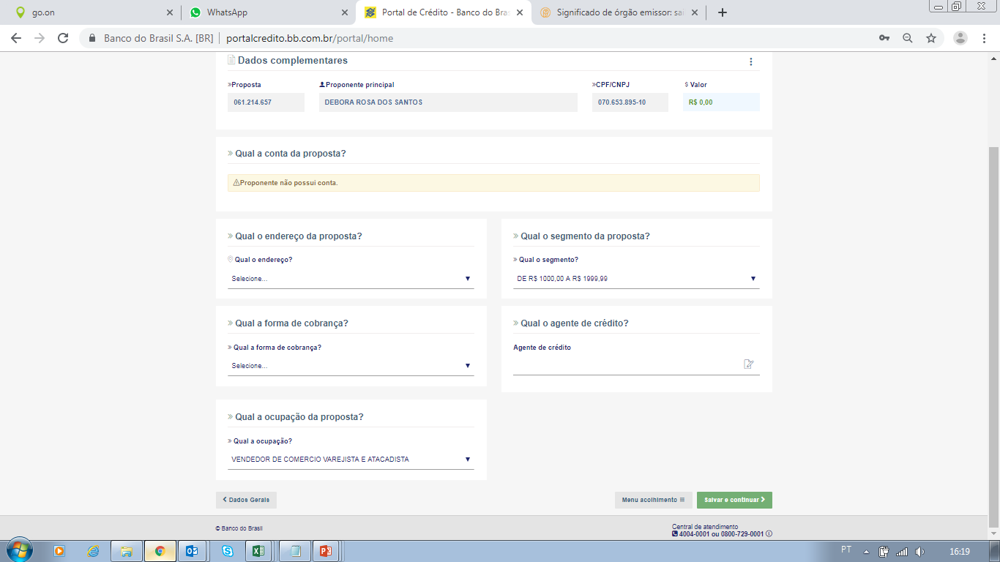 go.on
WhatsApp
Portal de Crédito - Banco do Bras
Significado de órgão emissor: sai
Banco do Brasil S.A. [BR]
portalcredito.bb.com.br/portal/home
Dados complementares
Proposta
Proponente principal
CPF/CNPJ
$ Valor
061.214.657
DEBORA ROSA DOS SANTOS
070.653.895-10
R$ 0,00
Qual a conta da proposta?
Proponente não possui conta.
Qual o endereço da proposta?
Qual o segmento da proposta?
Qual o endereço?
Qual o segmento?
Selecione...
DE R$ 1000,00 A R$ 1999,99
Qual a forma de cobrança?
Qual o agente de crédito?
Qual a forma de cobrança?
Agente de crédito
Selecione...
Qual a ocupação da proposta?
Qual a ocupação?
VENDEDOR DE COMERCIO VAREJISTA E ATACADISTA
Dados Gerais
Menu acolhimento
Salvar e continuar
© Banco do Brasil
Central de atendimento
4004-0001 ou 0800-729-0001
PT
16:19